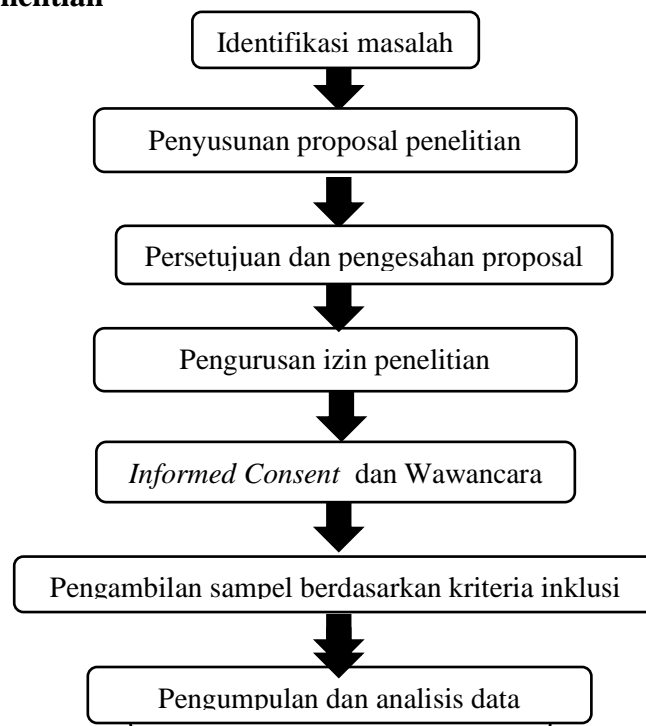 Identifikasi masalah
Penyusunan proposal penelitian
Persetujuan dan pengesahan proposal
Pengurusan izin penelitian
Informed Consent dan Wawancara
Pengambilan sampel berdasarkan kriteria inklusi
Pengumpulan dan analisis data